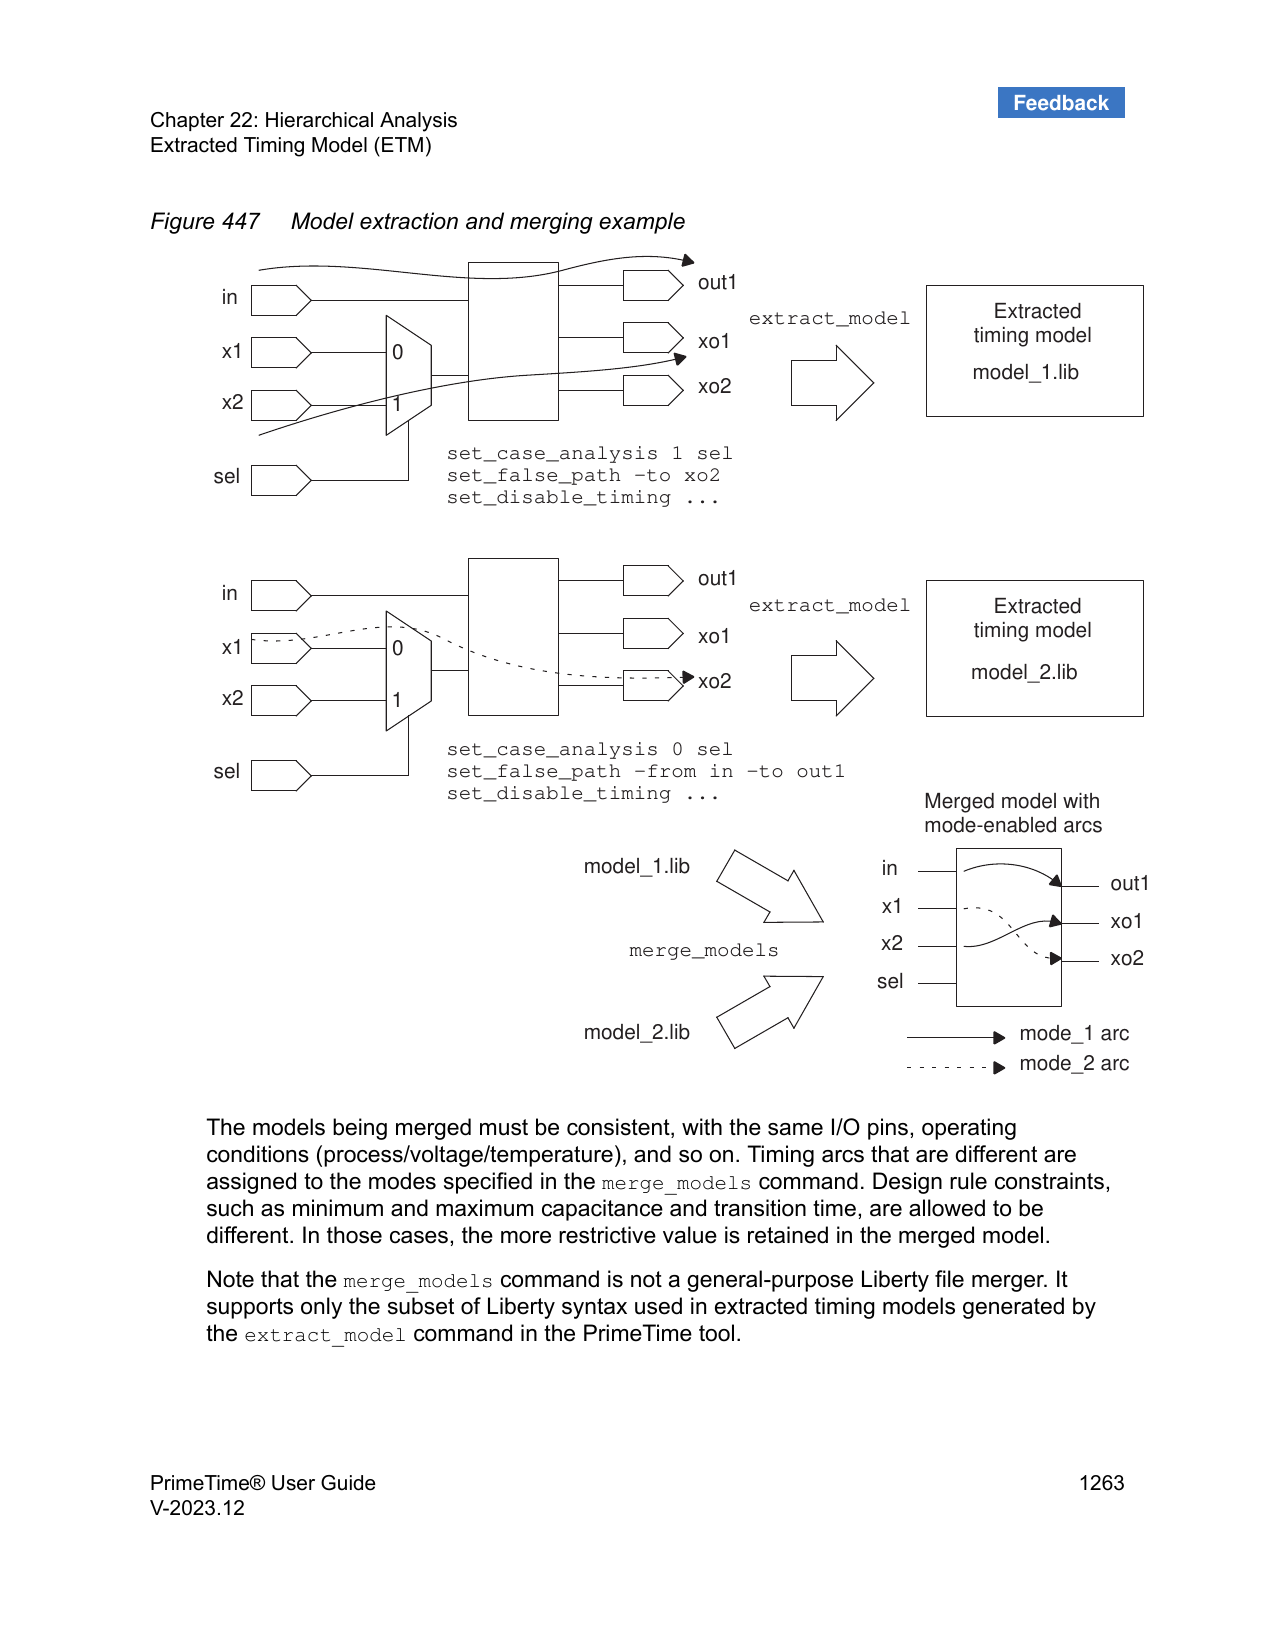 Feedback
Chapter 22: Hierarchical Analysis
Extracted Timing Model (ETM)
Figure 447 Model extraction and merging example
in
x1
x2
sel
0
1
out1
xo1
xo2
set_case_analysis 1 sel
set_false_path −to xo2
set_disable_timing ...
extract_model
Extracted
timing model
model_1.lib
in
x1
x2
sel
0
1
out1
xo1
xo2
set_case_analysis 0 sel
set_false_path −from in −to out1
set_disable_timing ...
extract_model
Extracted
timing model
model_2.lib
model_1.lib
merge_models
model_2.lib
Merged model with
mode-enabled arcs
in
x1
x2
sel
out1
xo1
xo2
mode_1 arc
mode_2 arc
The models being merged must be consistent, with the same I/O pins, operating
conditions (process/voltage/temperature), and so on. Timing arcs that are different are
assigned to the modes specified in the merge_models command. Design rule constraints,
such as minimum and maximum capacitance and transition time, are allowed to be
different. In those cases, the more restrictive value is retained in the merged model.
Note that the merge_models command is not a general-purpose Liberty file merger. It
supports only the subset of Liberty syntax used in extracted timing models generated by
the extract_model command in the PrimeTime tool.
PrimeTime® User Guide 1263
V-2023.12